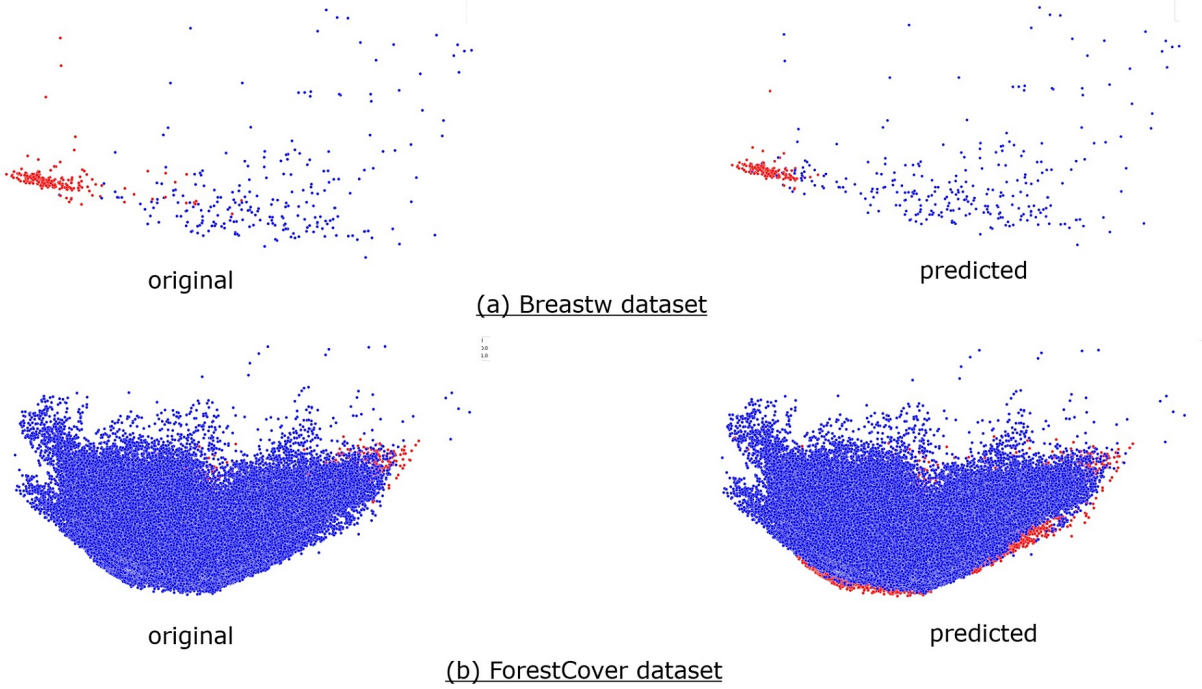 original
predicted
(a) Breastw dataset
original
predicted
(b) ForestCover dataset